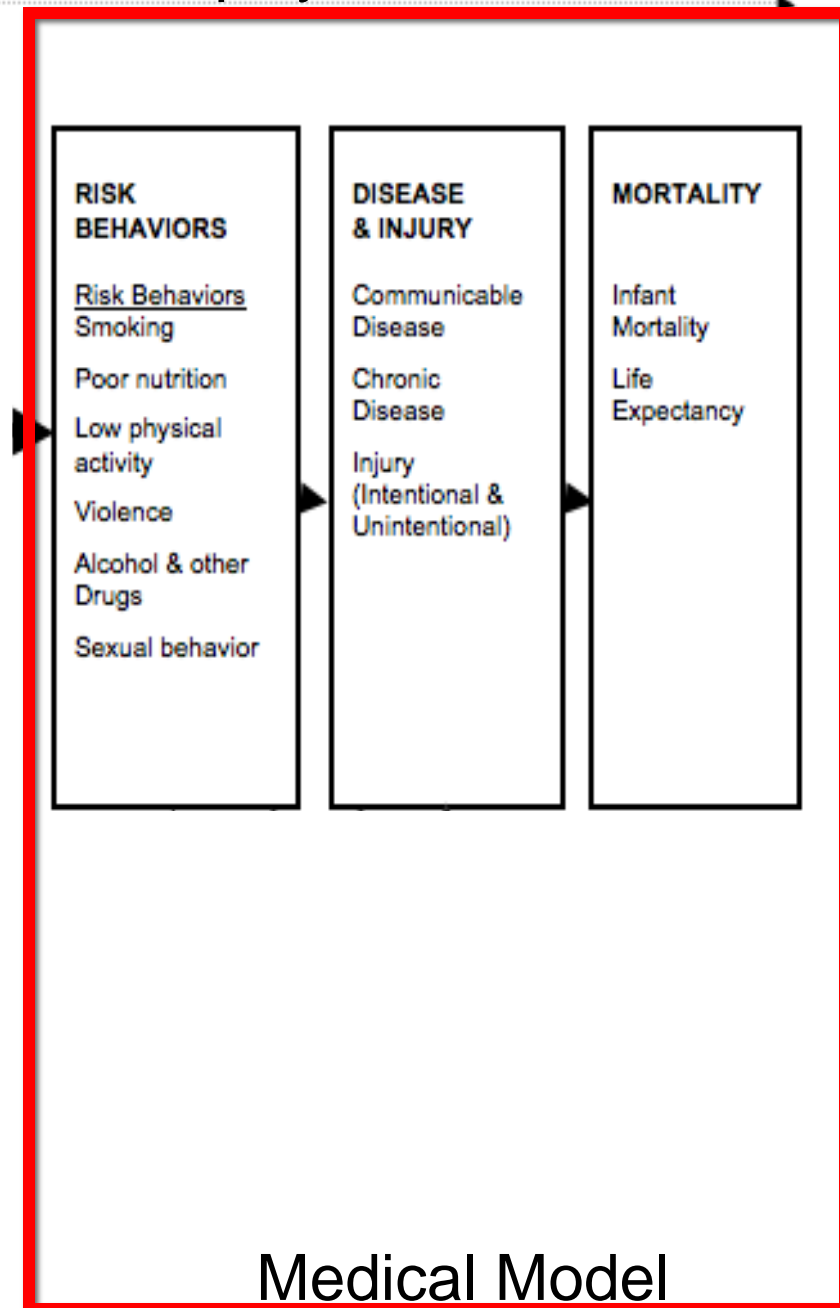 RISK
BEHAVIORS
Risk Behaviors
Smoking
Poor nutrition
Low physical
activity
Violence
Alcohol & other
Drugs
Sexual behavior
DISEASE
& INJURY
Communicable
Disease
Chronic
Disease
Injury
(Intentional &
Unintentional)
MORTALITY
Infant
Mortality
Life
Expectancy
Medical Model